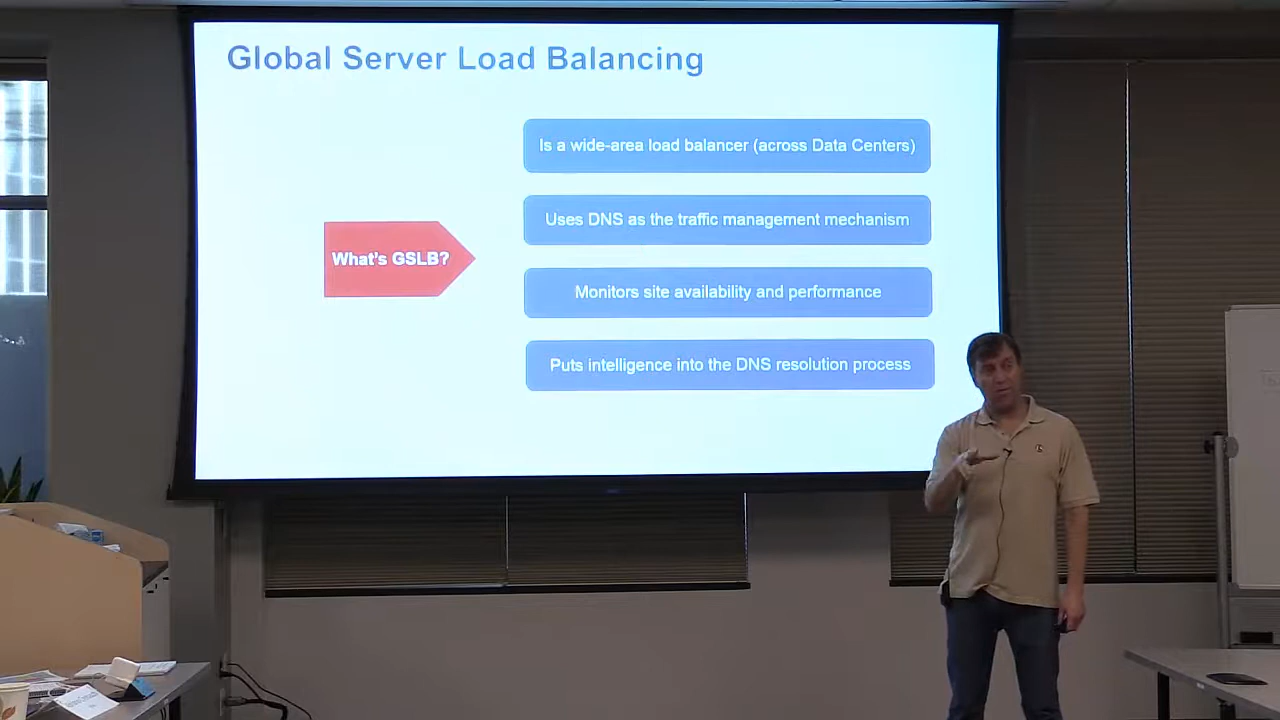 Global Server Load Balancing
Is a wide-area load balancer (across Data Centers)
Uses DNS as the traffic management mechanism
What's GSLB?
Monitors site availability and performance
Puts intelligence into the DNS resolution process